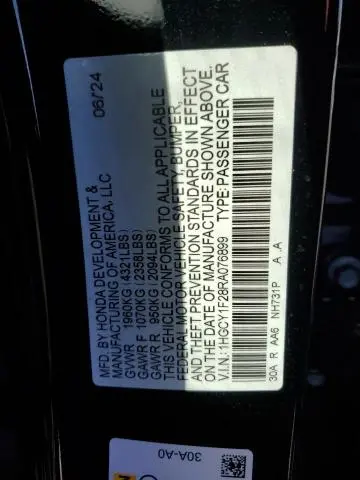 MFD. BY HONDA DEVELOPMENT & 06/24
MANUFACTURING OF AMERICA, LLC
GVWR 1960KG ( 4321LBS)
GAWR F 1070KG ( 2358LBS)
GAWR R 950KG ( 2094LBS)
THIS VEHICLE CONFORMS TO ALL APPLICABLE
FEDERAL MOTOR VEHICLE SAFETY, BUMPER,
AND THEFT PREVENTION STANDARDS IN EFFECT
ON THE DATE OF MANUFACTURE SHOWN ABOVE.
V.I.N.:1HGCY1F28RA076899 TYPE:PASSENGER CAR
30A R AA6 NH731P A .A
30A-A0